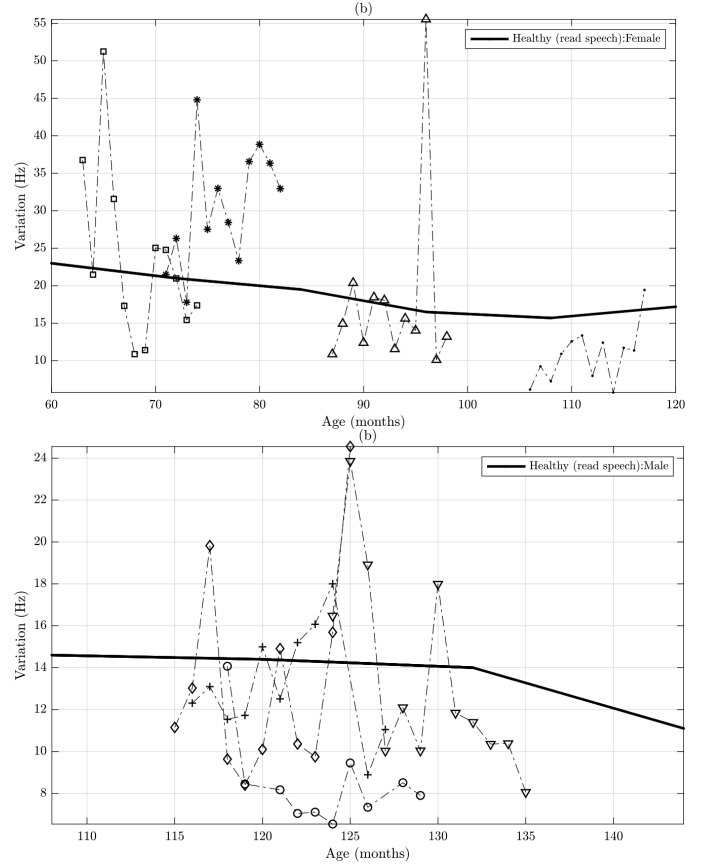 (b)
Healthy (read speech):Female
55
50
45
40
35
30
25
20
15
10
Variation (Hz)
60 70 80 90 100 110 120
Age (months)
(b)
Healthy (read speech):Male
24
22
20
18
16
14
12
10
8
Variation (Hz)
110 115 120 125 130 135 140
Age (months)